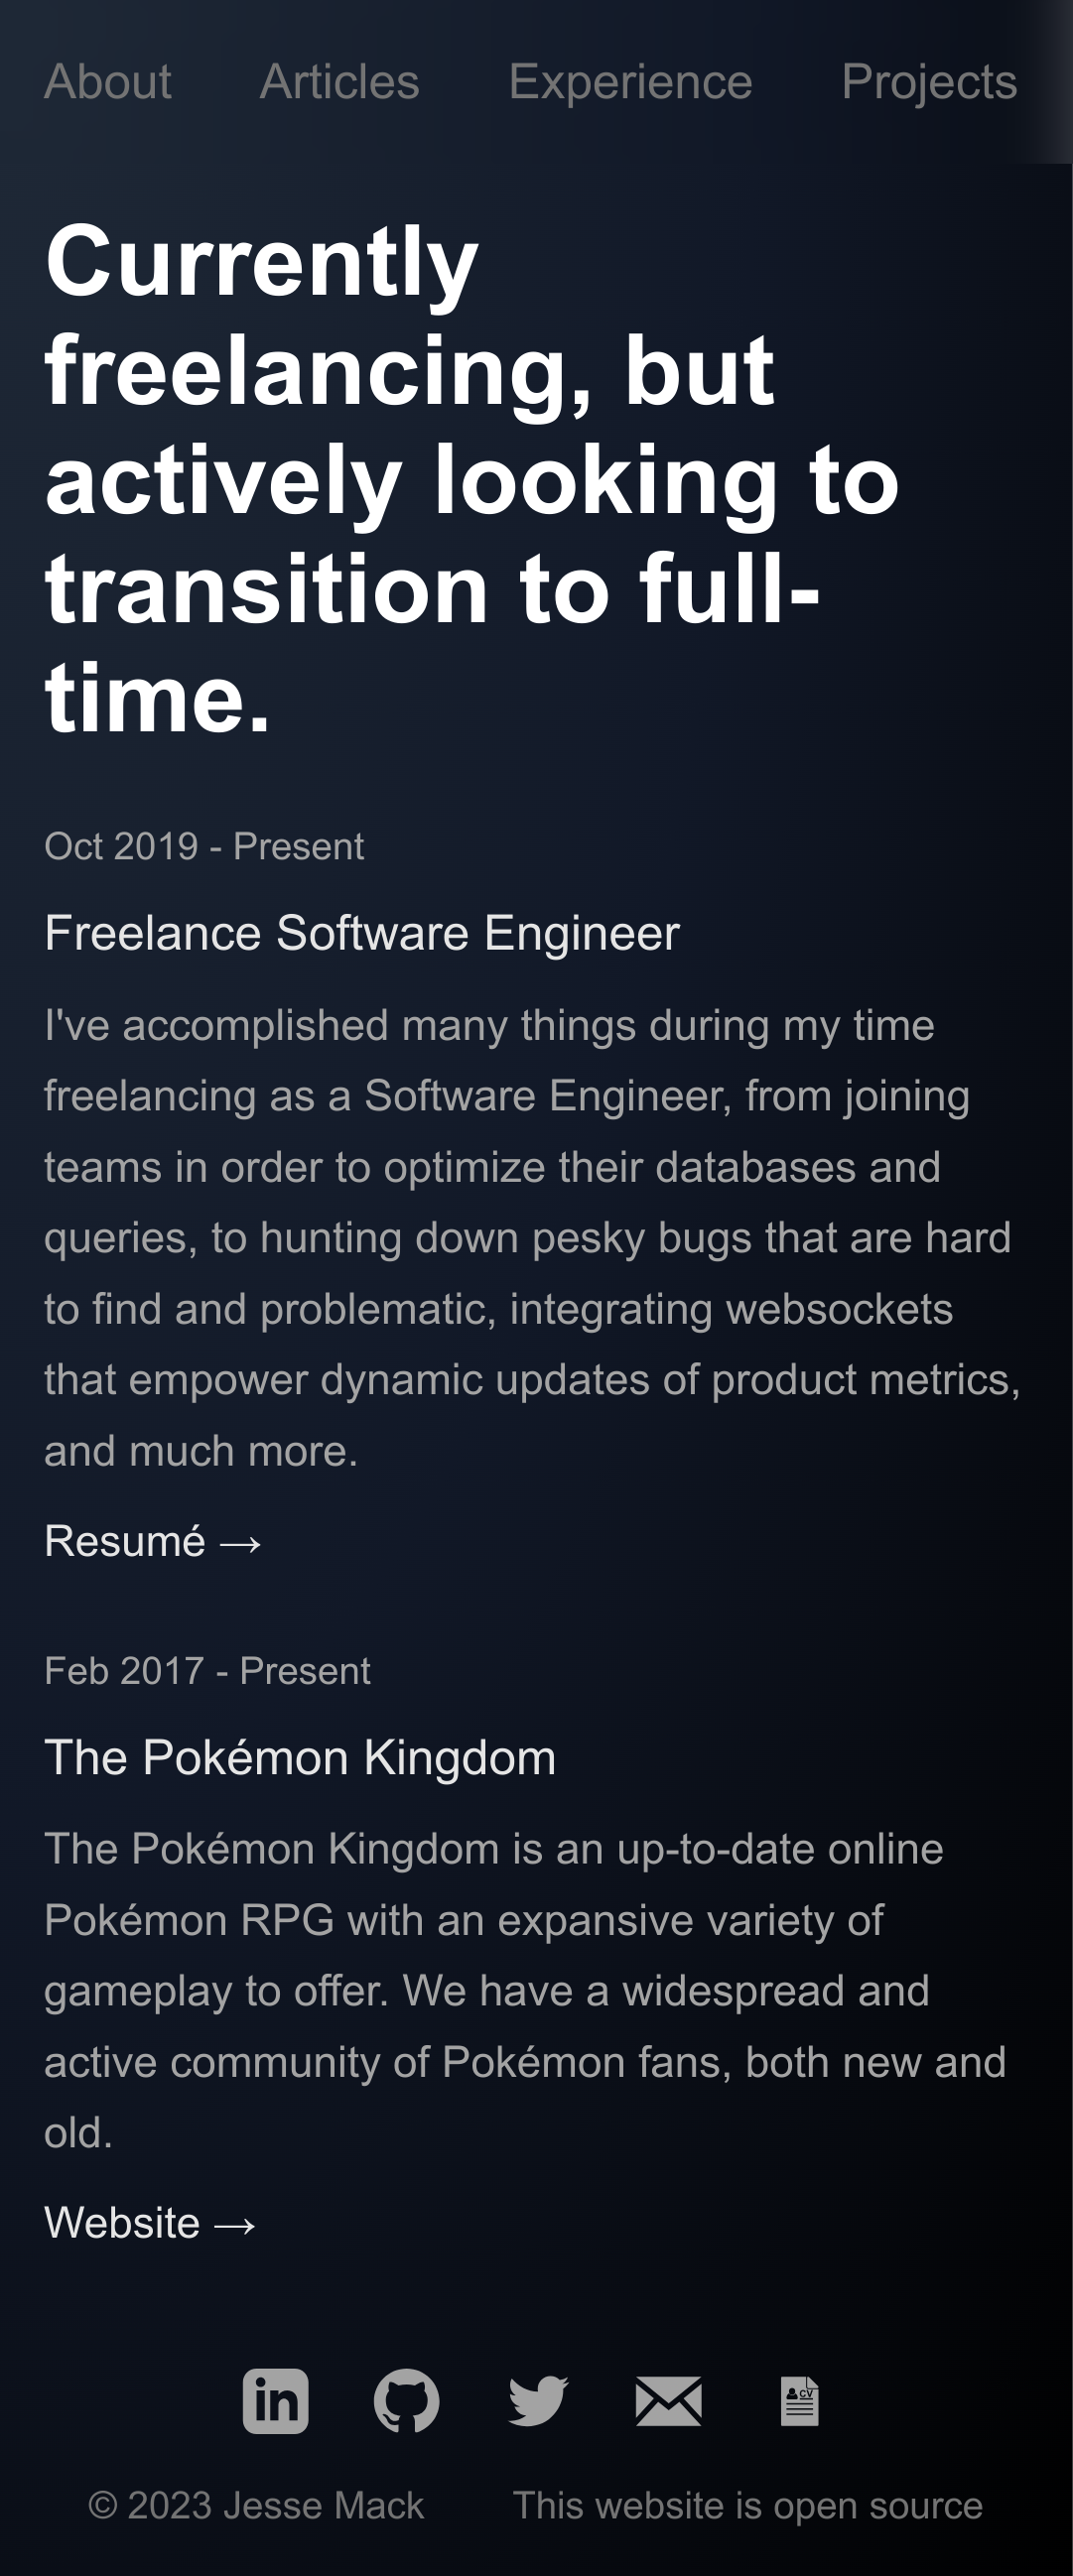 About Articles Experience Projects
Currently
freelancing, but
actively looking to
transition to full-
time.
Oct 2019 - Present
Freelance Software Engineer
I've accomplished many things during my time
freelancing as a Software Engineer, from joining
teams in order to optimize their databases and
queries, to hunting down pesky bugs that are hard
to find and problematic, integrating websockets
that empower dynamic updates of product metrics,
and much more.
Resumé →
Feb 2017 - Present
The Pokémon Kingdom
The Pokémon Kingdom is an up-to-date online
Pokémon RPG with an expansive variety of
gameplay to offer. We have a widespread and
active community of Pokémon fans, both new and
old.
Website →
in
CV
© 2023 Jesse Mack This website is open source